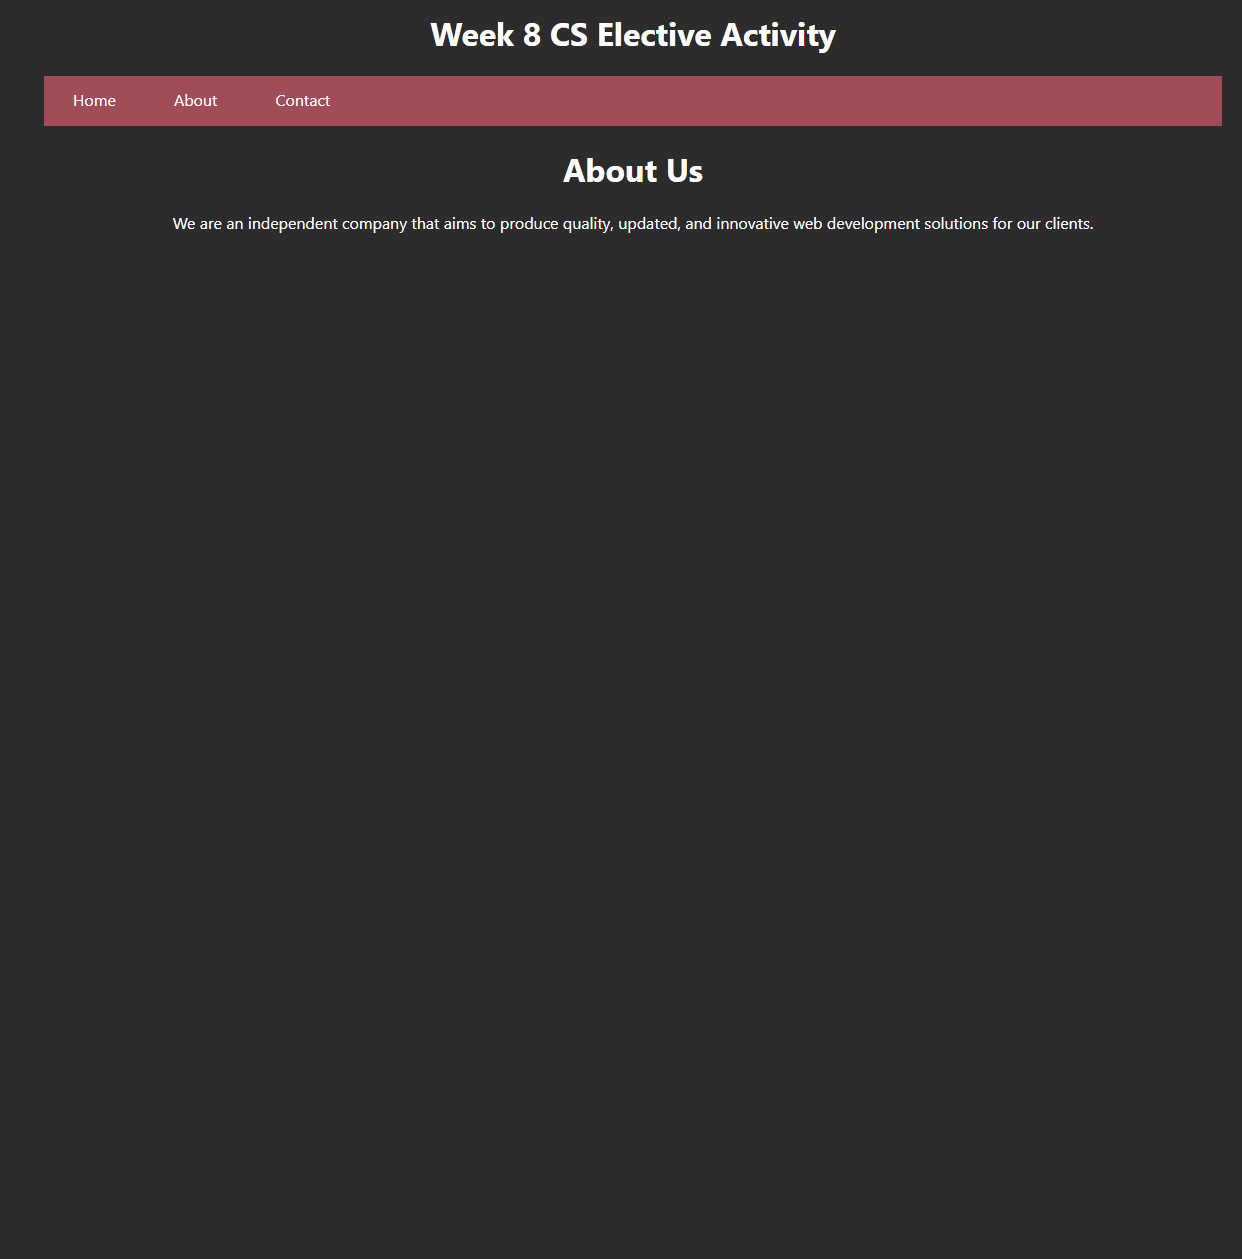 Week 8 CS Elective Activity
Home About Contact
About Us
We are an independent company that aims to produce quality, updated, and innovative web development solutions for our clients.